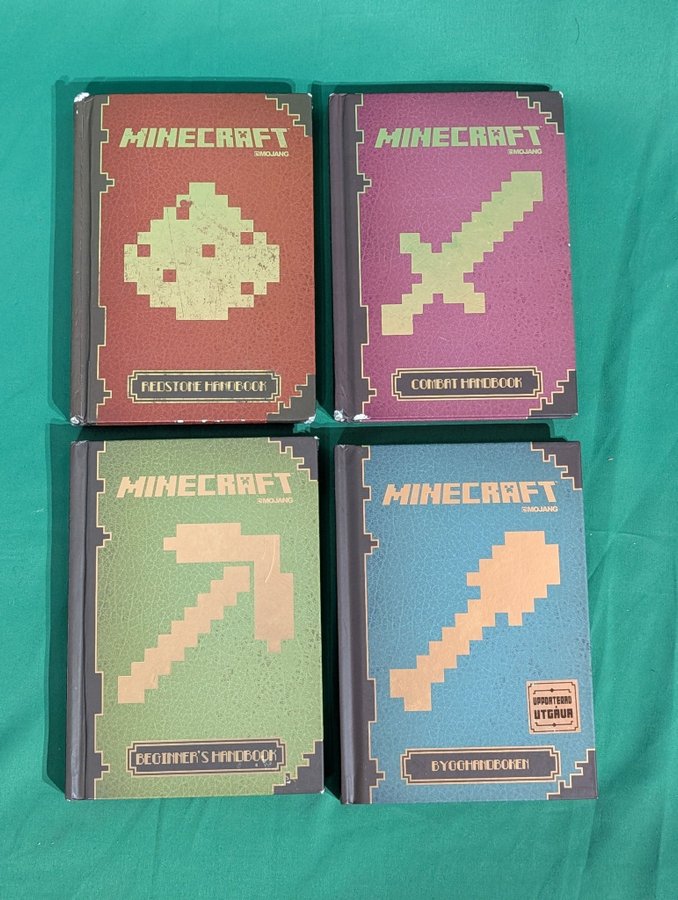 MINECRAFT
©MOJANG
REDSTONE HANDBOOK
MINECRAFT
©MOJANG
COMBAT HANDBOOK
MINECRAFT
©MOJANG
BEGINNER'S HANDBOOK
MINECRAFT
©MOJANG
UPPDATERAD
UTGÅVA
BYGGHANDBOKEN